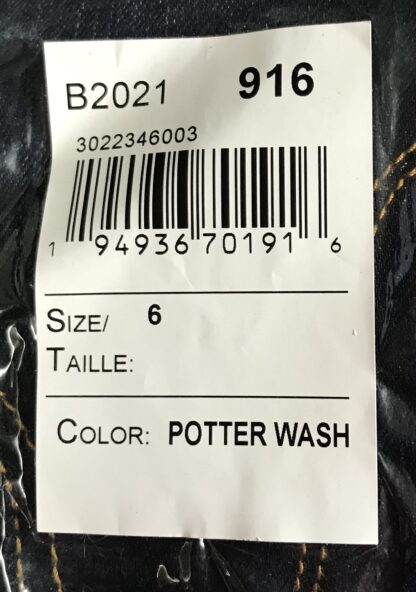 B2021 916
3022346003
1 94936 70191 6
SIZE/ 6
TAILLE:
COLOR: POTTER WASH